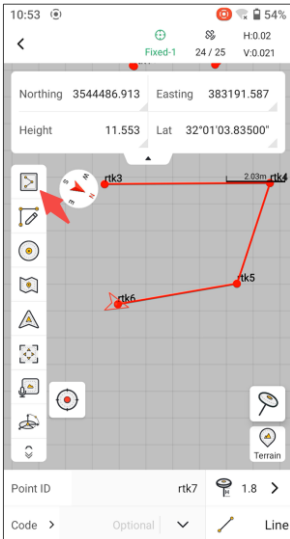 10:53 54%
H:0.02
Fixed-1 24 / 25 V:0.021
Northing 3544486.913 Easting 383191.587
Height 11.553 Lat 32°01'03.83500"
rtk3 2.03m rtk4
rtk5
rtk6
Terrain
Point ID rtk7 1.8
Code Optional Line